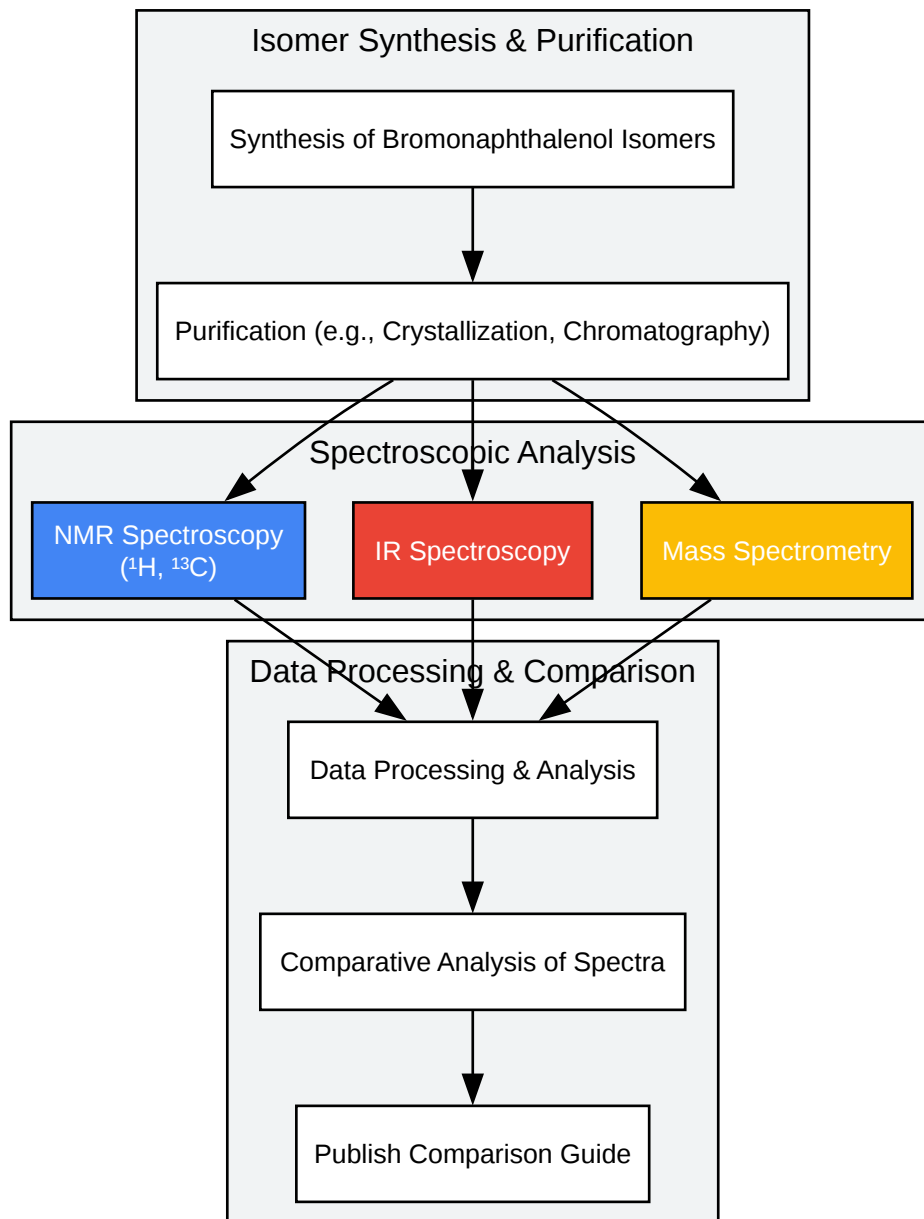 Isomer Synthesis & Purification
Synthesis of Bromonaphthalenol Isomers
Purification (e.g., Crystallization, Chromatography)
Spectroscopic Analysis
NMR Spectroscopy
(¹H, ¹³C)
IR Spectroscopy
Mass Spectrometry
Data Processing & Comparison
Data Processing & Analysis
Comparative Analysis of Spectra
Publish Comparison Guide